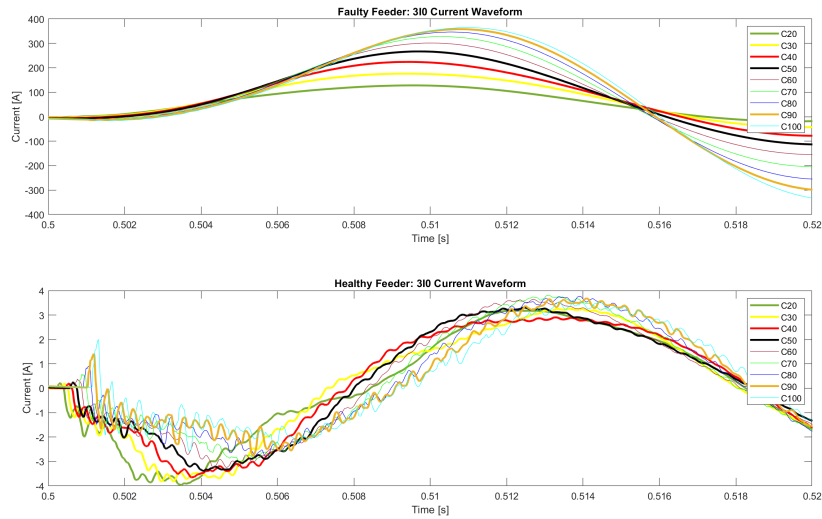 Faulty Feeder: 3I0 Current Waveform
400
300
200
100
0
-100
-200
-300
-400
Current [A]
0.5
0.502
0.504
0.506
0.508
0.51
0.512
0.514
0.516
0.518
0.52
Time [s]
C20
C30
C40
C50
C60
C70
C80
C90
C100
Healthy Feeder: 3I0 Current Waveform
4
3
2
1
0
-1
-2
-3
-4
Current [A]
0.5
0.502
0.504
0.506
0.508
0.51
0.512
0.514
0.516
0.518
0.52
Time [s]
C20
C30
C40
C50
C60
C70
C80
C90
C100